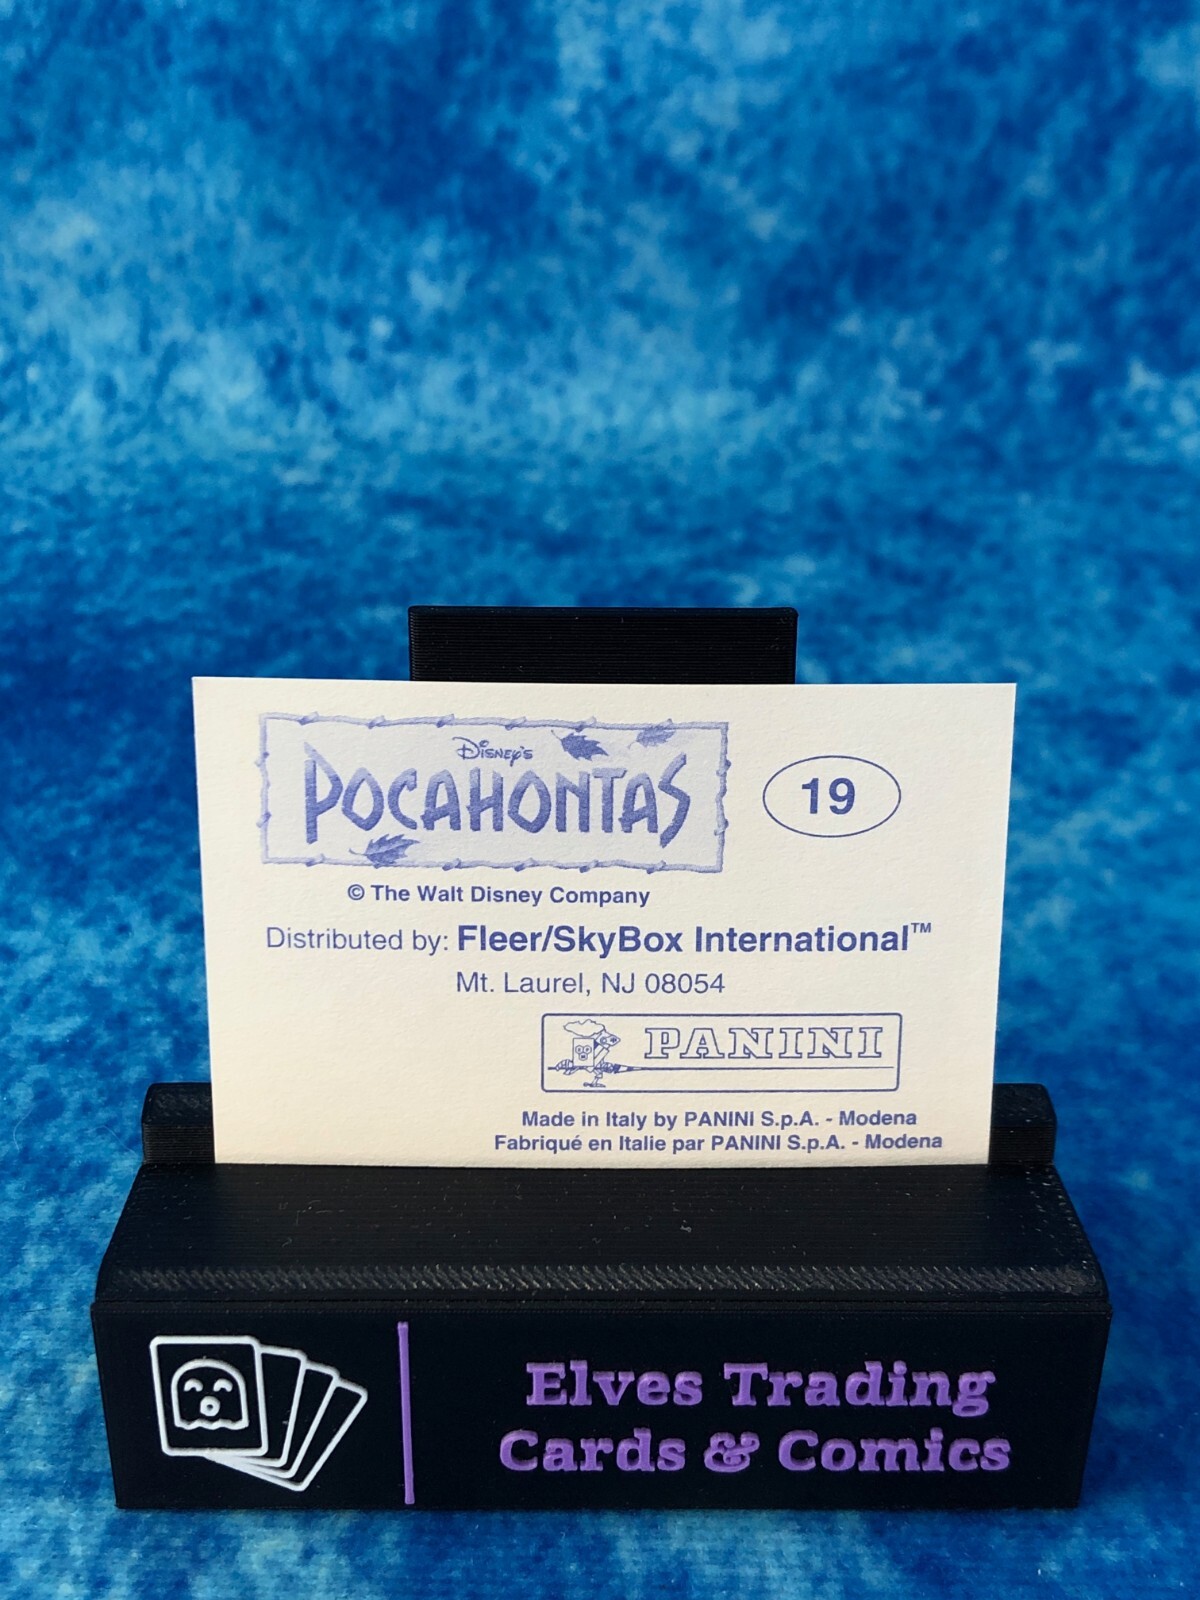 Disney's
POCAHONTAS
19
© The Walt Disney Company
Distributed by: Fleer/SkyBox International™
Mt. Laurel, NJ 08054
PANINI
Made in Italy by PANINI S.p.A. - Modena
Fabriqué en Italie par PANINI S.p.A. - Modena
Elves Trading
Cards & Comics